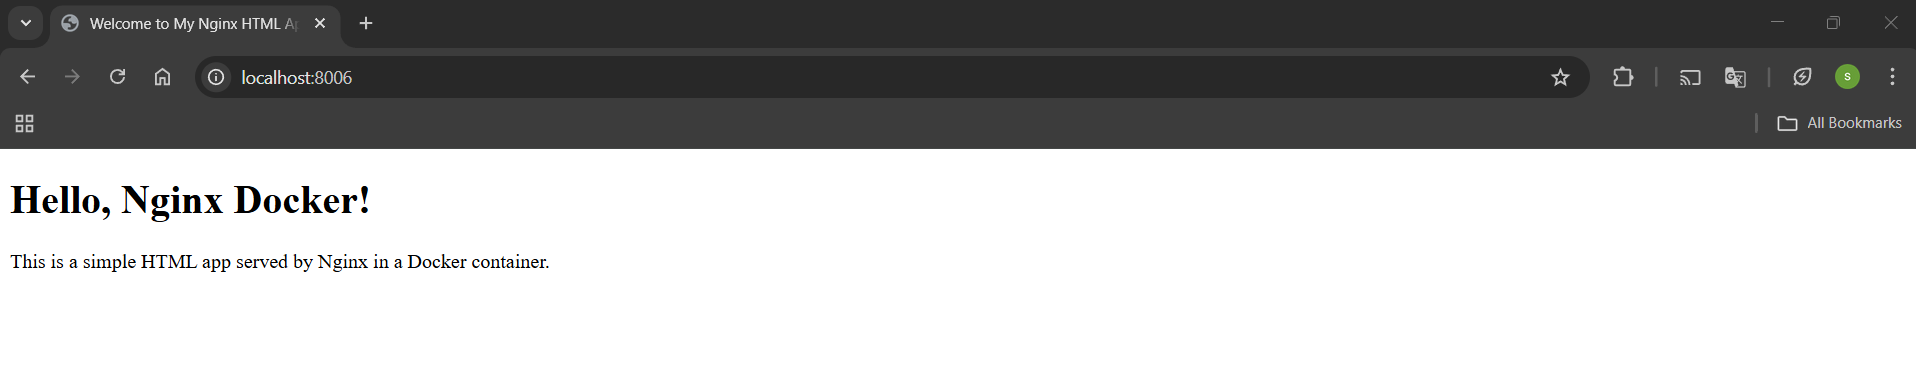 Welcome to My Nginx HTML Ap
localhost:8006
S
All Bookmarks
Hello, Nginx Docker!
This is a simple HTML app served by Nginx in a Docker container.